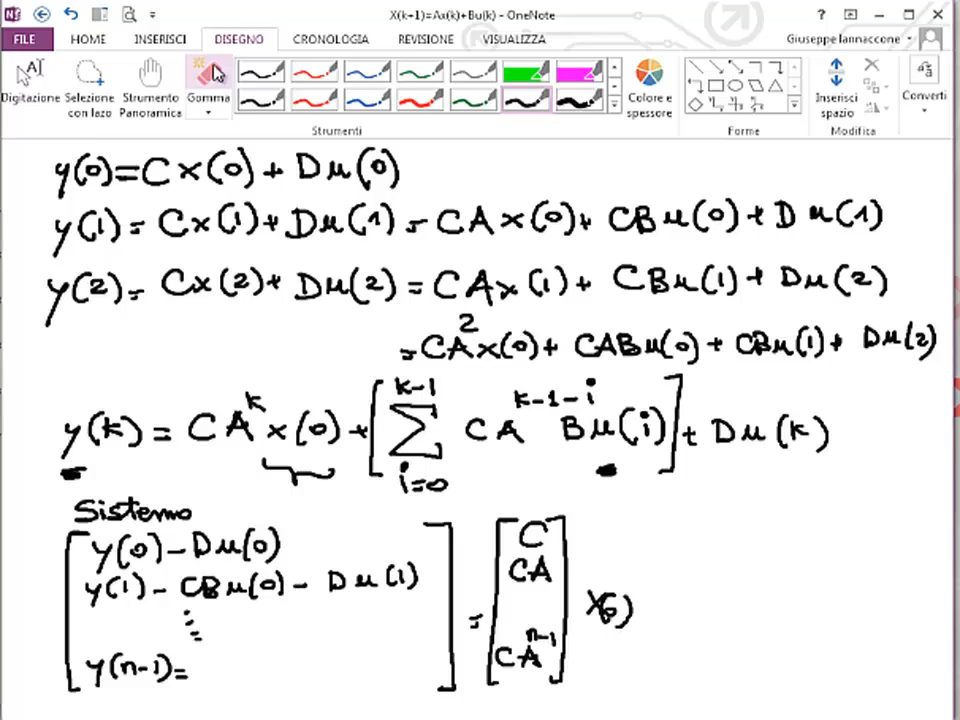 X(k+1)=Ax(k)+Bu(k) - OneNote
FILE HOME INSERISCI DISEGNO CRONOLOGIA REVISIONE VISUALIZZA Giuseppe Iannaccone
Digitazione Selezione con lazo Strumento Panoramica Gomma Colore e spessore Inserisci spazio Converti
Strumenti Forme Modifica
y(0)=Cx(0)+Du(0)
y(1)=Cx(1)+Du(1)=CAx(0)+CBu(0)+Du(1)
y(2)=Cx(2)+Du(2)=CAx(1)+CBu(1)+Du(2)
=CA²x(0)+CABu(0)+CBu(1)+Du(2)
y(k)=CA^k x(0)+[∑_{i=0}^{k-1} CA^{k-1-i} Bu(i)]+Du(k)
Sistema
y(0)-Du(0) C
y(1)-CBu(0)-Du(1) CA
⋮ = x(0)
y(n-1)= CA^{n-1}